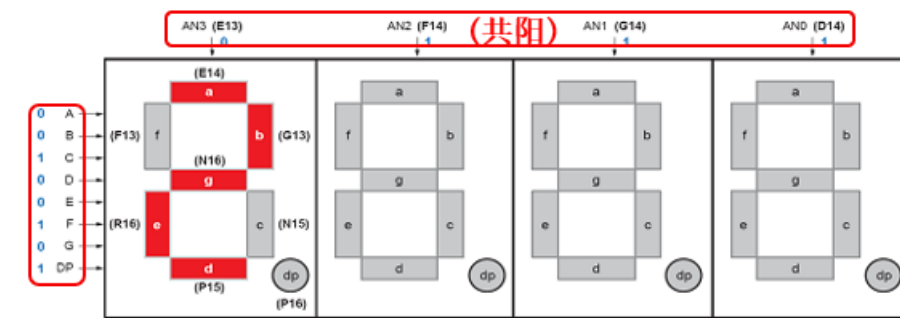 AN3 (E13) AN2 (F14) (共阳) AN1 (G14) AN0 (D14)
0 1 1 1
(E14)
a a a a
0 A
0 B (F13) f b (G13) f b f b f b
1 C
(N16)
0 D g g g g
0 E
1 F (R16) e c (N15) e c e c e c
0 G
1 DP d dp d dp d dp d dp
(P15)
(P16)